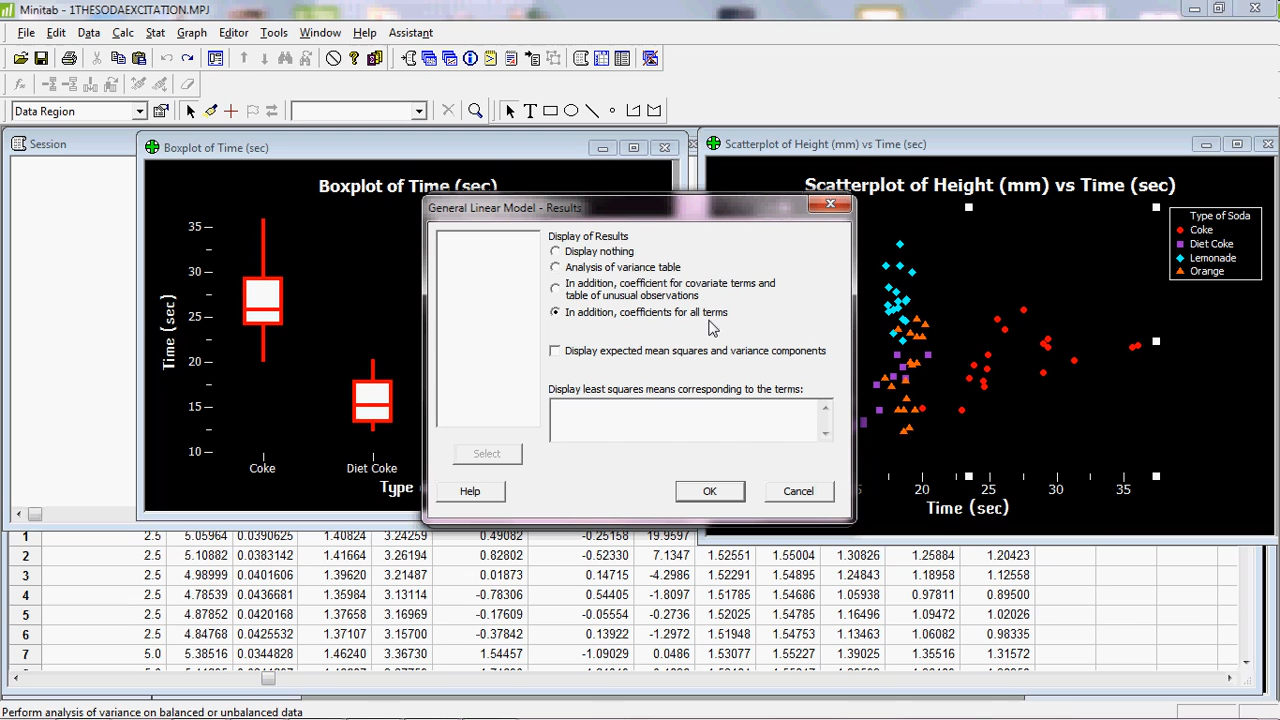 Minitab - 1THESODAEXCITATION.MPJ
File Edit Data Calc Stat Graph Editor Tools Window Help Assistant
Data Region
Session
Boxplot of Time (sec)
Boxplot of Time (sec)
Time (sec)
35
30
25
20
15
10
Coke
Diet Coke
Type
Scatterplot of Height (mm) vs Time (sec)
Scatterplot of Height (mm) vs Time (sec)
Type of Soda
Coke
Diet Coke
Lemonade
Orange
20 25 30 35
Time (sec)
General Linear Model - Results
Display of Results
Display nothing
Analysis of variance table
In addition, coefficient for covariate terms and
table of unusual observations
In addition, coefficients for all terms
Display expected mean squares and variance components
Display least squares means corresponding to the terms:
Select
Help
OK
Cancel
1 2.5 5.05964 0.0390625 1.40824 3.24259 0.49082 -0.25158 19.9597
2 2.5 5.10882 0.0383142 1.41664 3.26194 0.82802 -0.52330 7.1347 1.52551 1.55004 1.30826 1.25884 1.20423
3 2.5 4.98999 0.0401606 1.39620 3.21487 0.01873 0.14715 -4.2986 1.52291 1.54895 1.24843 1.18958 1.12558
4 2.5 4.78539 0.0436681 1.35984 3.13114 -0.78306 0.54405 -1.8097 1.51785 1.54684 1.05938 0.97811 0.89500
5 2.5 4.87852 0.0420168 1.37658 3.16969 -0.17609 -0.05505 -0.2736 1.52025 1.54785 1.16496 1.09472 1.02026
6 2.5 4.84768 0.0425532 1.37107 3.15700 -0.37842 0.13922 -1.2972 1.51948 1.54753 1.13463 1.06082 0.98335
7 5.0 5.38516 0.0344828 1.46240 3.36730 1.54457 -1.09029 0.0486 1.53077 1.55227 1.39025 1.35516 1.31572
Perform analysis of variance on balanced or unbalanced data